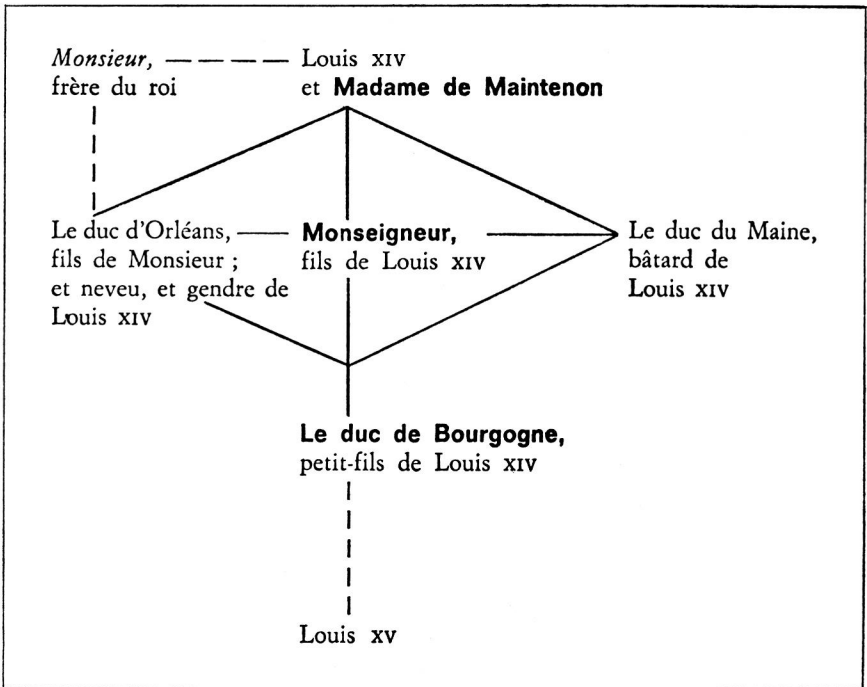 Monsieur,
frère du roi
Louis XIV
et Madame de Maintenon
Le duc d'Orléans,
fils de Monsieur ;
et neveu, et gendre de
Louis XIV
Monseigneur,
fils de Louis XIV
Le duc du Maine,
bâtard de
Louis XIV
Le duc de Bourgogne,
petit-fils de Louis XIV
Louis XV